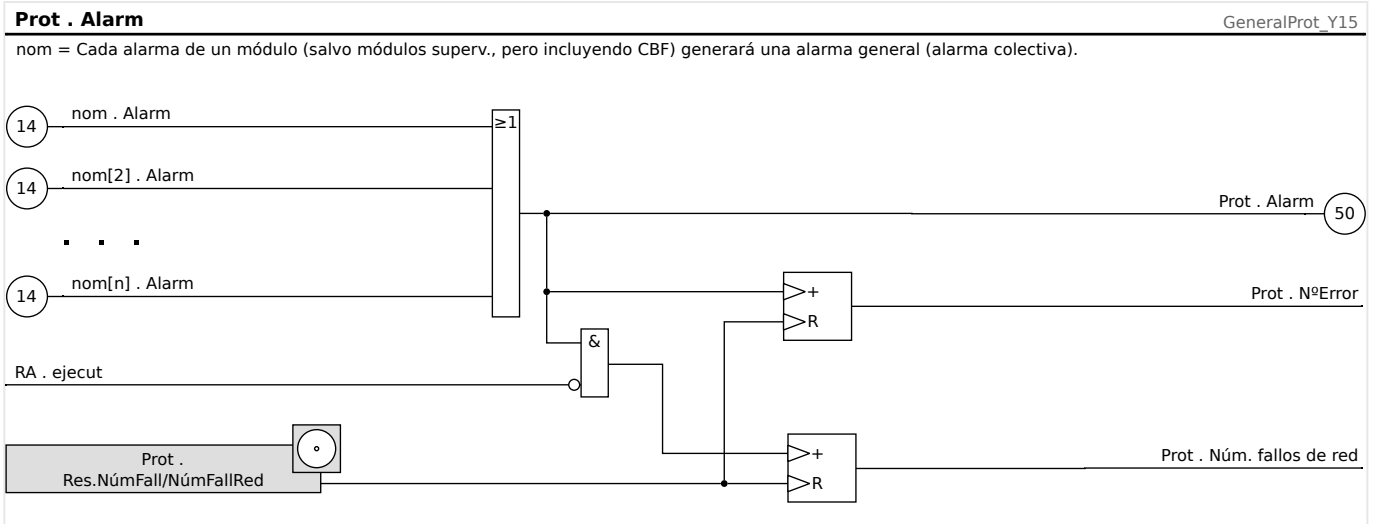 Prot . Alarm
GeneralProt_Y15
nom = Cada alarma de un módulo (salvo módulos superv., pero incluyendo CBF) generará una alarma general (alarma colectiva).
14
nom . Alarm
≥1
14
nom[2] . Alarm
Prot . Alarm
50
14
nom[n] . Alarm
+
Prot . NºError
R
&
RA . ejecut
+
Prot . Núm. fallos de red
R
Prot .
Res.NúmFall/NúmFallRed